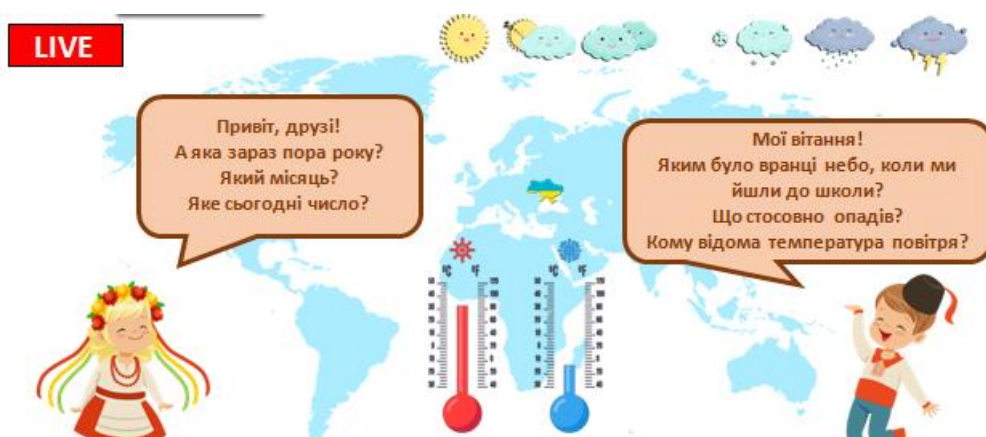 LIVE
Привіт, друзі!
А яка зараз пора року?
Який місяць?
Яке сьогодні число?
Мої вітання!
Яким було вранці небо, коли ми
йшли до школи?
Що стосовно опадів?
Кому відома температура повітря?
°C °F
°C °F